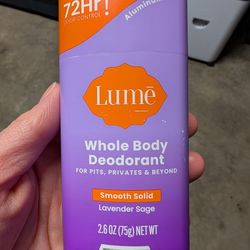 72Hr!
ODOR CONTROL
Aluminum
Lumē
Whole Body
Deodorant
FOR PITS, PRIVATES & BEYOND
Smooth Solid
Lavender Sage
2.6 OZ (75g) NET WT